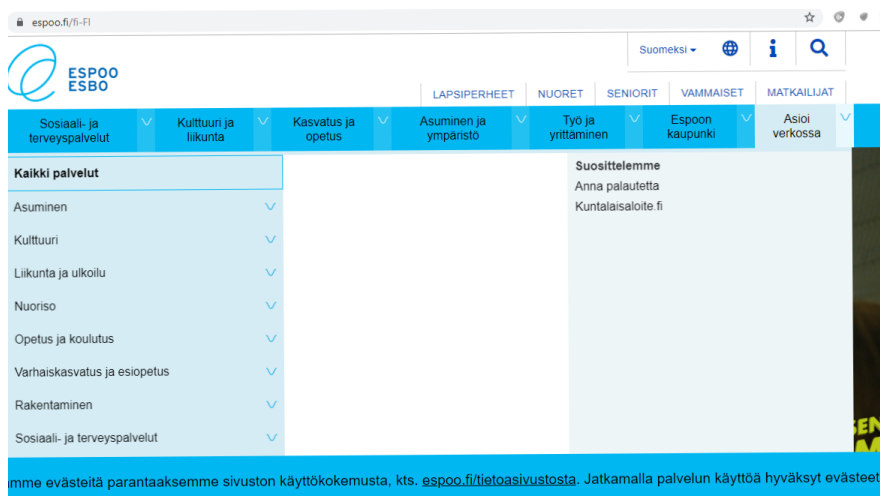 espoo.fi/fi-FI
Suomeksi
ESPOO
ESBO
LAPSIPERHEET NUORET SENIORIT VAMMAISET MATKAILIJAT
Sosiaali- ja terveyspalvelut
Kulttuuri ja liikunta
Kasvatus ja opetus
Asuminen ja ympäristö
Työ ja yrittäminen
Espoon kaupunki
Asioi verkossa
Kaikki palvelut
Asuminen
Kulttuuri
Liikunta ja ulkoilu
Nuoriso
Opetus ja koulutus
Varhaiskasvatus ja esiopetus
Rakentaminen
Sosiaali- ja terveyspalvelut
Suosittelemme
Anna palautetta
Kuntalaisaloite.fi
evästeitä parantaaksemme sivuston käyttökokemusta, kts. espoo.fi/tietoasivustosta. Jatkamalla palvelun käyttöä hyväksyt evästeet